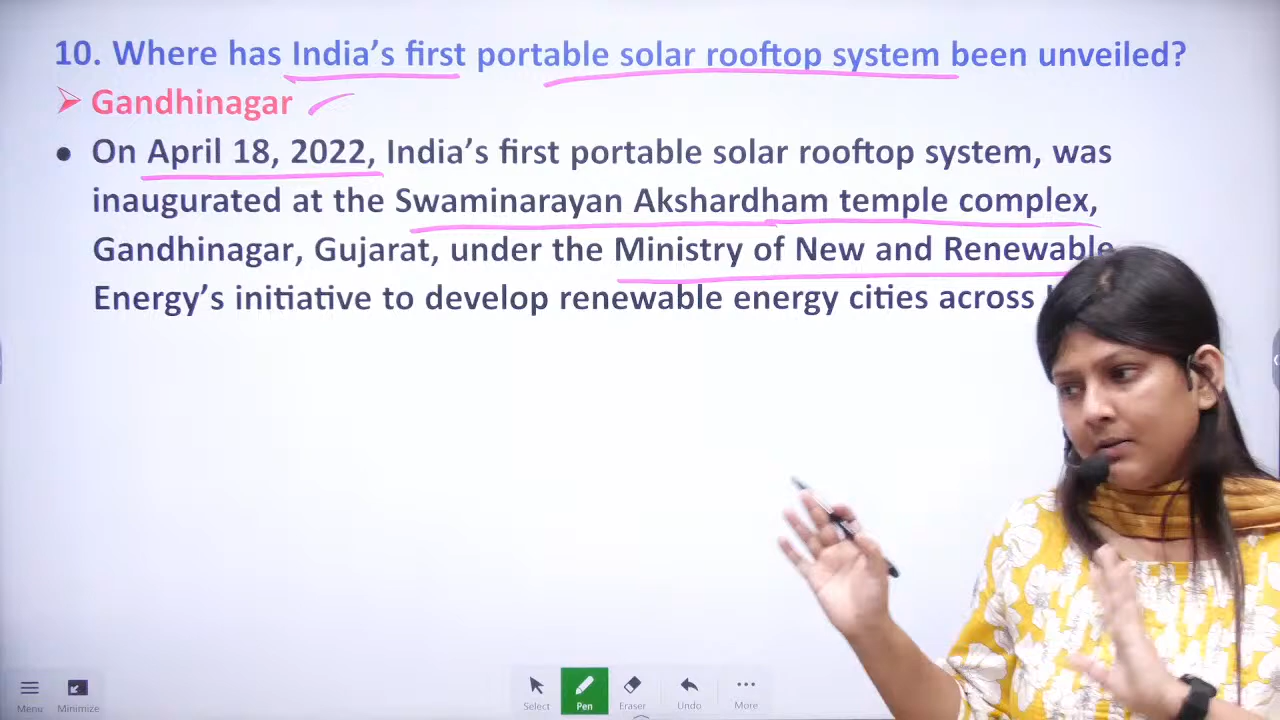 10. Where has India's first portable solar rooftop system been unveiled?
➢ Gandhinagar
• On April 18, 2022, India's first portable solar rooftop system, was
inaugurated at the Swaminarayan Akshardham temple complex,
Gandhinagar, Gujarat, under the Ministry of New and Renewable
Energy's initiative to develop renewable energy cities across
Menu
Minimize
Select
Pen
Eraser
Undo
More